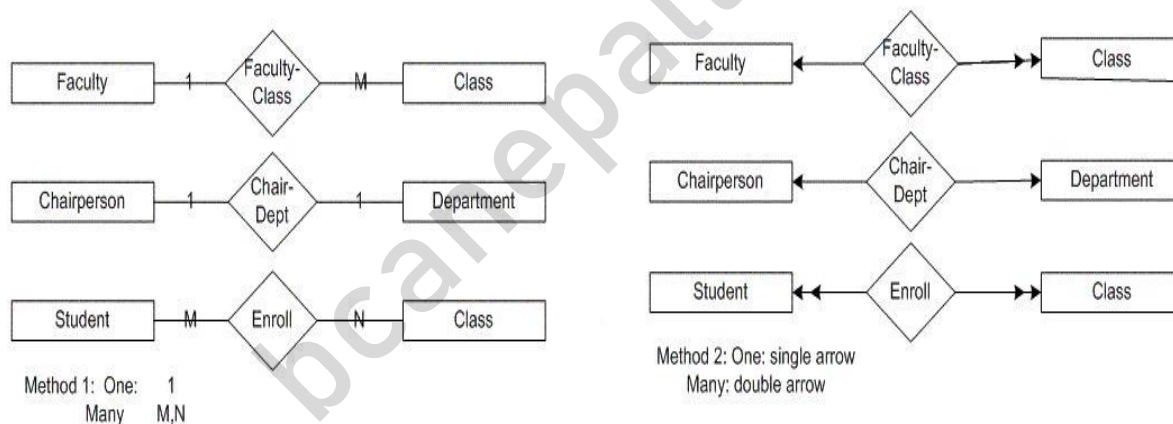 Faculty
1
Faculty-
Class
M
Class
Chairperson
1
Chair-
Dept
1
Department
Student
M
Enroll
N
Class
Method 1: One: 1
Many M,N
Faculty
Faculty-
Class
Class
Chairperson
Chair-
Dept
Department
Student
Enroll
Class
Method 2: One: single arrow
Many: double arrow
bcanepal